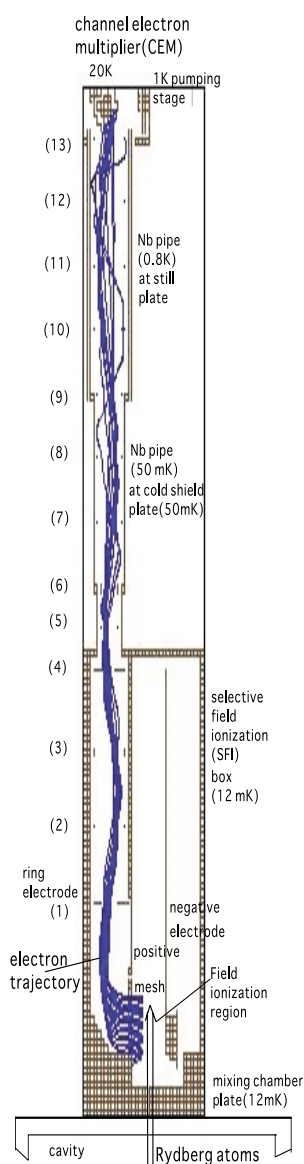 channel electron
multiplier(CEM)
20K
1K pumping
stage
(13)
(12)
Nb pipe
(0.8K)
at still
plate
(11)
(10)
(9)
(8)
Nb pipe
(50 mK)
at cold shield
plate(50mK)
(7)
(6)
(5)
(4)
selective
field
ionization
(SFI)
box
(12 mK)
(3)
(2)
ring
electrode
(1)
negative
electrode
positive
mesh
electron
trajectory
Field
ionization
region
mixing chamber
plate(12mK)
cavity
Rydberg atoms